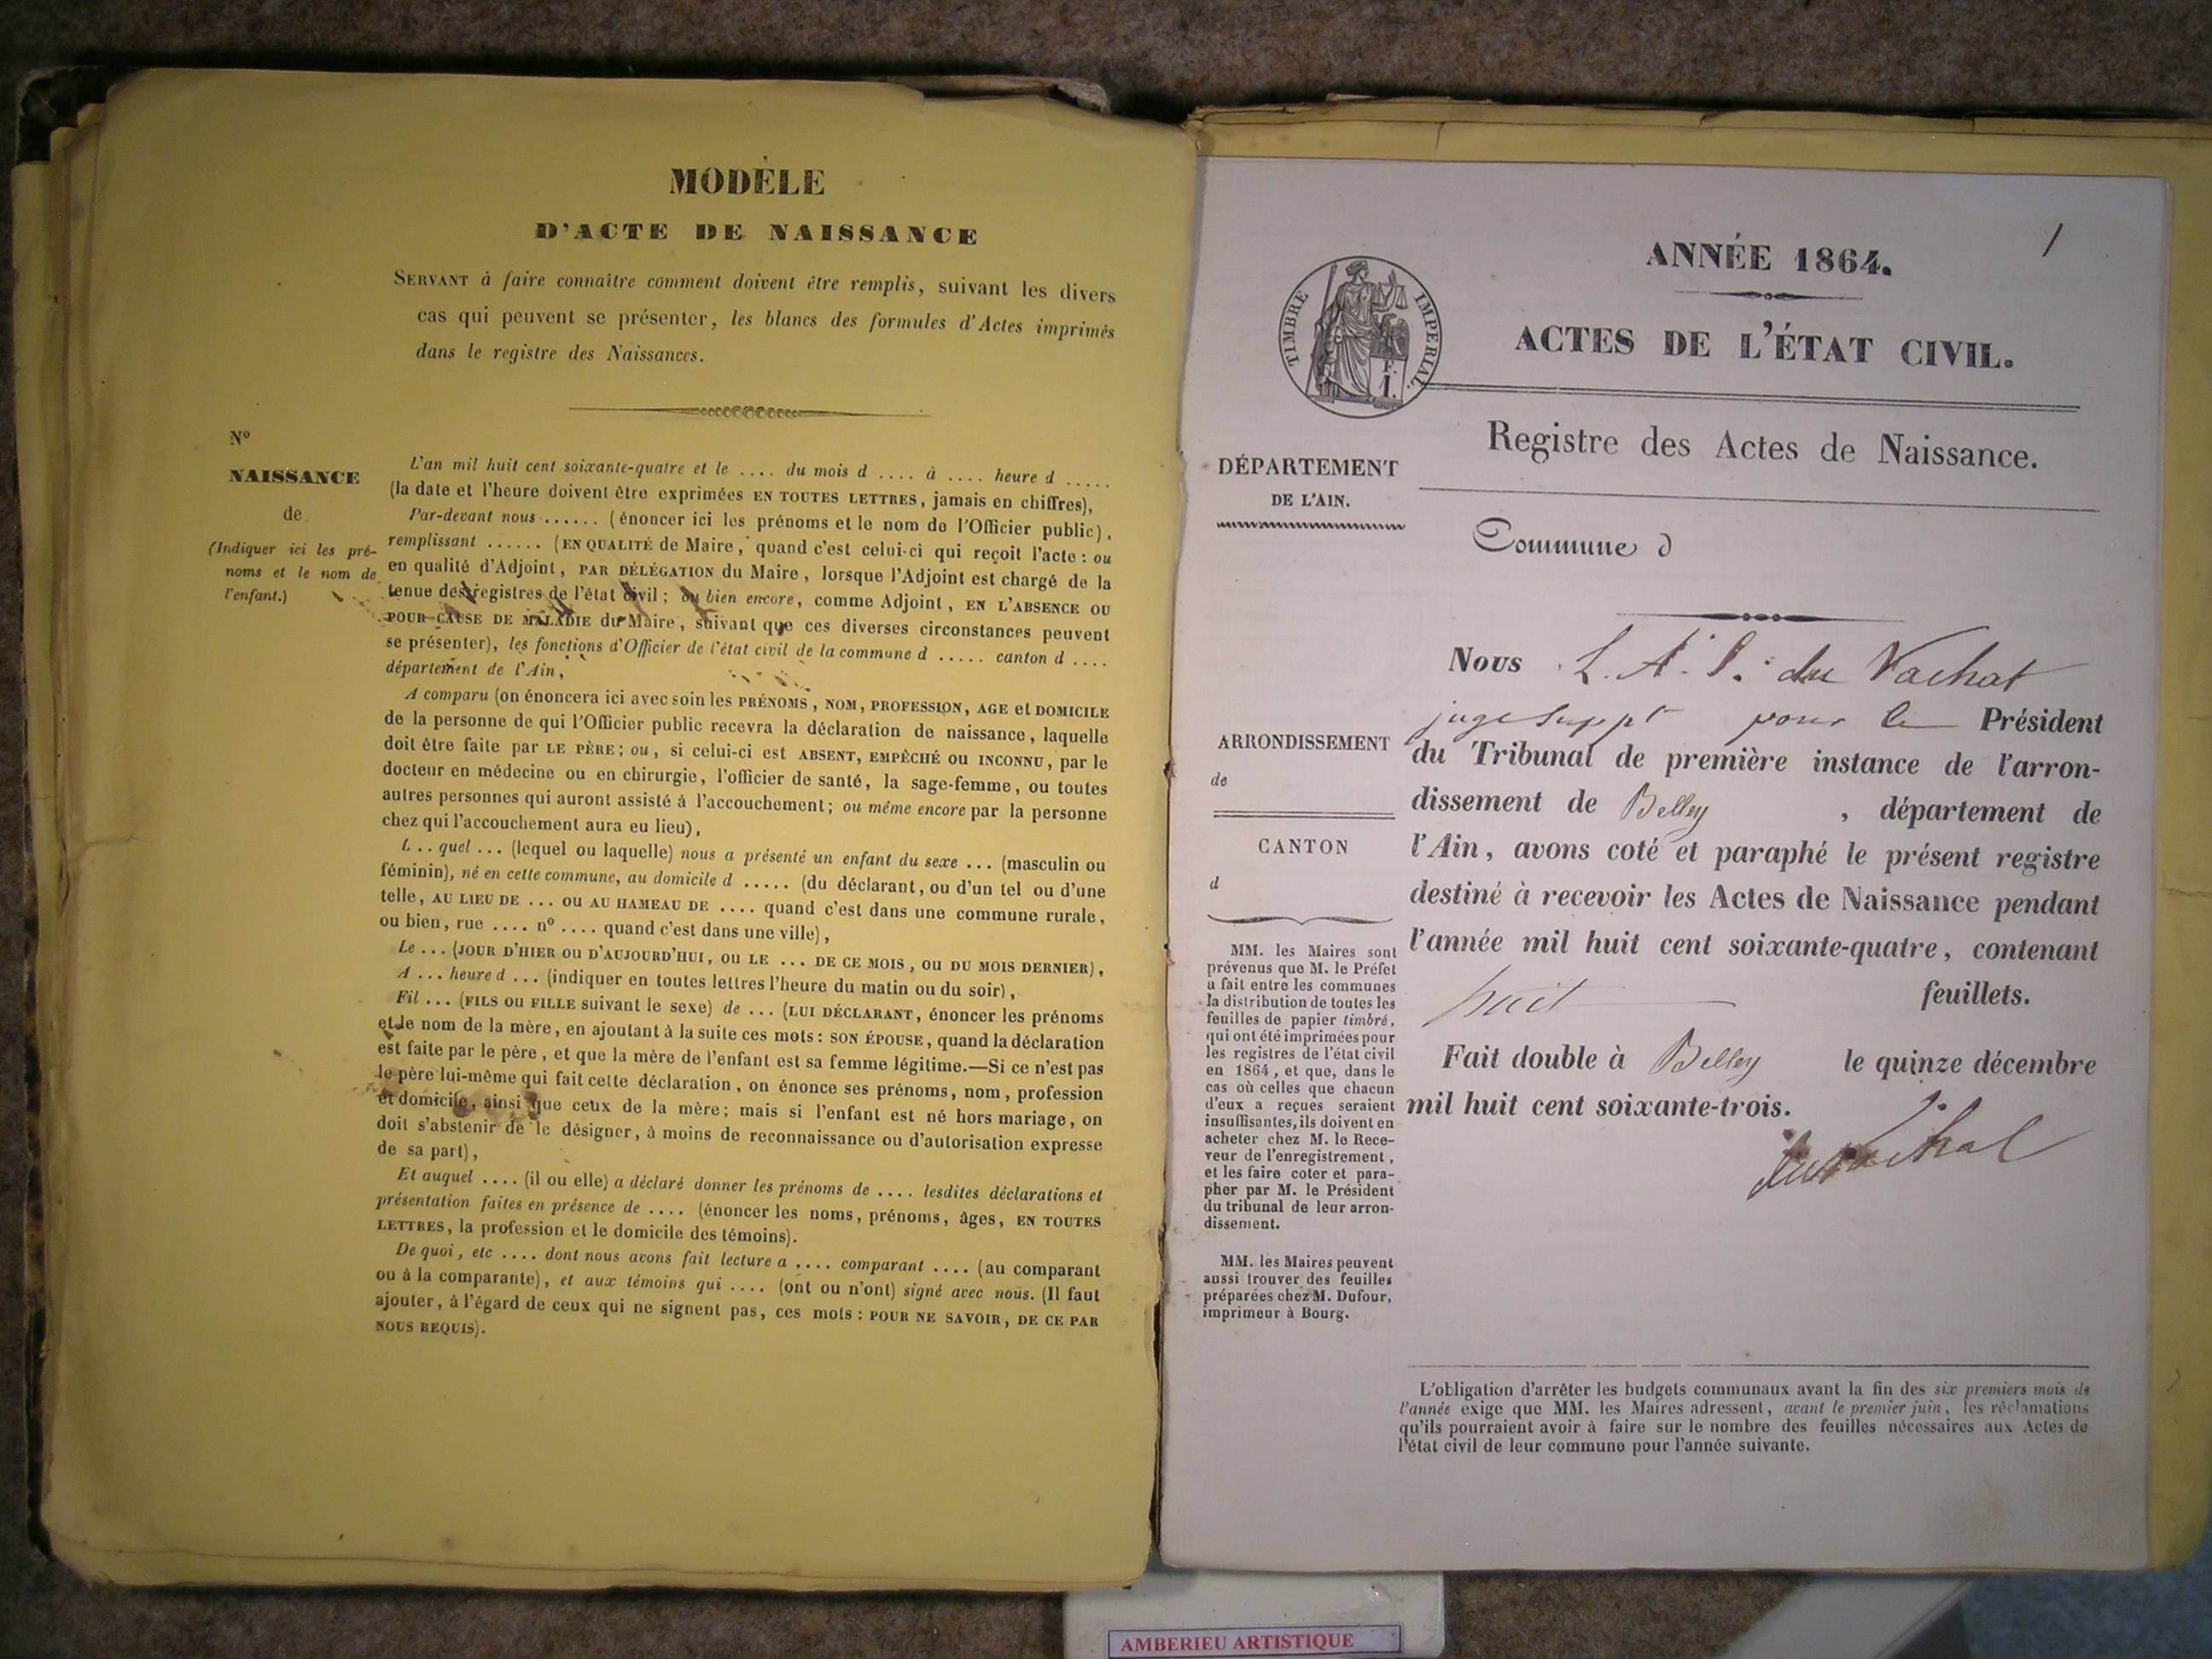 MODÈLE
D'ACTE DE NAISSANCE
SERVANT à faire connaître comment doivent être remplis, suivant les divers
cas qui peuvent se présenter, les blancs des formules d'Actes imprimés
dans le registre des Naissances.
N°
NAISSANCE
de
(Indiquer ici les pré-
noms et le nom de
l'enfant.)
L'an mil huit cent soixante-quatre et le .... du mois d .... à .... heure d .....
(la date et l'heure doivent être exprimées EN TOUTES LETTRES, jamais en chiffres),
Par-devant nous ...... (énoncer ici les prénoms et le nom de l'Officier public),
remplissant ...... (EN QUALITÉ de Maire, quand c'est celui-ci qui reçoit l'acte : ou
en qualité d'Adjoint, PAR DÉLÉGATION du Maire, lorsque l'Adjoint est chargé de la
tenue des registres de l'état civil ; ou bien encore, comme Adjoint, EN L'ABSENCE OU
POUR CAUSE DE MALADIE du Maire, suivant que ces diverses circonstances peuvent
se présenter), les fonctions d'Officier de l'état civil de la commune d ..... canton d ....
département de l'Ain,
A comparu (on énoncera ici avec soin les PRÉNOMS, NOM, PROFESSION, AGE et DOMICILE
de la personne de qui l'Officier public recevra la déclaration de naissance, laquelle
doit être faite par LE PÈRE ; ou, si celui-ci est ABSENT, EMPÊCHÉ OU INCONNU, par le
docteur en médecine ou en chirurgie, l'officier de santé, la sage-femme, ou toutes
autres personnes qui auront assisté à l'accouchement ; ou même encore par la personne
chez qui l'accouchement aura eu lieu),
L .. quel ... (lequel ou laquelle) nous a présenté un enfant du sexe ... (masculin ou
féminin), né en cette commune, au domicile d ..... (du déclarant, ou d'un tel ou d'une
telle, AU LIEU DE ... OU AU HAMEAU DE .... quand c'est dans une commune rurale,
ou bien, rue .... n° .... quand c'est dans une ville),
Le ... (JOUR D'HIER OU D'AUJOURD'HUI, OU LE ... DE CE MOIS, OU DU MOIS DERNIER),
A ... heure d ... (indiquer en toutes lettres l'heure du matin ou du soir),
Fil ... (FILS OU FILLE suivant le sexe) de ... (LUI DÉCLARANT, énoncer les prénoms
et le nom de la mère, en ajoutant à la suite ces mots : SON ÉPOUSE, quand la déclaration
est faite par le père, et que la mère de l'enfant est sa femme légitime.—Si ce n'est pas
le père lui-même qui fait cette déclaration, on énonce ses prénoms, nom, profession
et domicile, ainsi que ceux de la mère ; mais si l'enfant est né hors mariage, on
doit s'abstenir de le désigner, à moins de reconnaissance ou d'autorisation expresse
de sa part),
Et auquel .... (il ou elle) a déclaré donner les prénoms de .... lesdites déclarations et
présentation faites en présence de .... (énoncer les noms, prénoms, âges, EN TOUTES
LETTRES, la profession et le domicile des témoins).
De quoi, etc .... dont nous avons fait lecture a .... comparant .... (au comparant
ou à la comparante), et aux témoins qui .... (ont ou n'ont) signé avec nous. (Il faut
ajouter, à l'égard de ceux qui ne signent pas, ces mots : POUR NE SAVOIR, DE CE PAR
NOUS REQUIS).
1
ANNÉE 1864.
TIMBRE IMPÉRIAL.
F.
1.
ACTES DE L'ÉTAT CIVIL.
Registre des Actes de Naissance.
DÉPARTEMENT
DE L'AIN.
Commune d
ARRONDISSEMENT
de
CANTON
d
MM. les Maires sont
prévenus que M. le Préfet
a fait entre les communes
la distribution de toutes les
feuilles de papier timbré,
qui ont été imprimées pour
les registres de l'état civil
en 1864, et que, dans le
cas où celles que chacun
d'eux a reçues seraient
insuffisantes, ils doivent en
acheter chez M. le Rece-
veur de l'enregistrement,
et les faire coter et para-
pher par M. le Président
du tribunal de leur arron-
dissement.
MM. les Maires peuvent
aussi trouver des feuilles
préparées chez M. Dufour,
imprimeur à Bourg.
Nous L. A. S. du Vachat
juge suppt pour le Président
du Tribunal de première instance de l'arron-
dissement de Belley, département de
l'Ain, avons coté et paraphé le présent registre
destiné à recevoir les Actes de Naissance pendant
l'année mil huit cent soixante-quatre, contenant
huit feuillets.
Fait double à Belley le quinze décembre
mil huit cent soixante-trois.
du Vachat
L'obligation d'arrêter les budgets communaux avant la fin des six premiers mois de
l'année exige que MM. les Maires adressent, avant le premier juin, les réclamations
qu'ils pourraient avoir à faire sur le nombre des feuilles nécessaires aux Actes de
l'état civil de leur commune pour l'année suivante.
AMBERIEU ARTISTIQUE